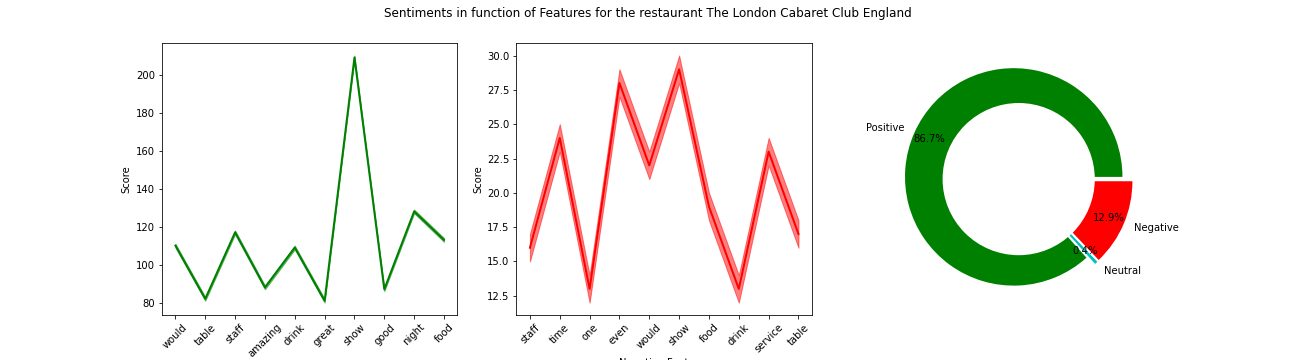 Sentiments in function of Features for the restaurant The London Cabaret Club England
Score
200
180
160
140
120
100
80
would
table
staff
amazing
drink
great
show
good
night
food
Score
30.0
27.5
25.0
22.5
20.0
17.5
15.0
12.5
staff
time
one
even
would
show
food
drink
service
table
Positive
86.7%
12.9%
Negative
0.4%
Neutral